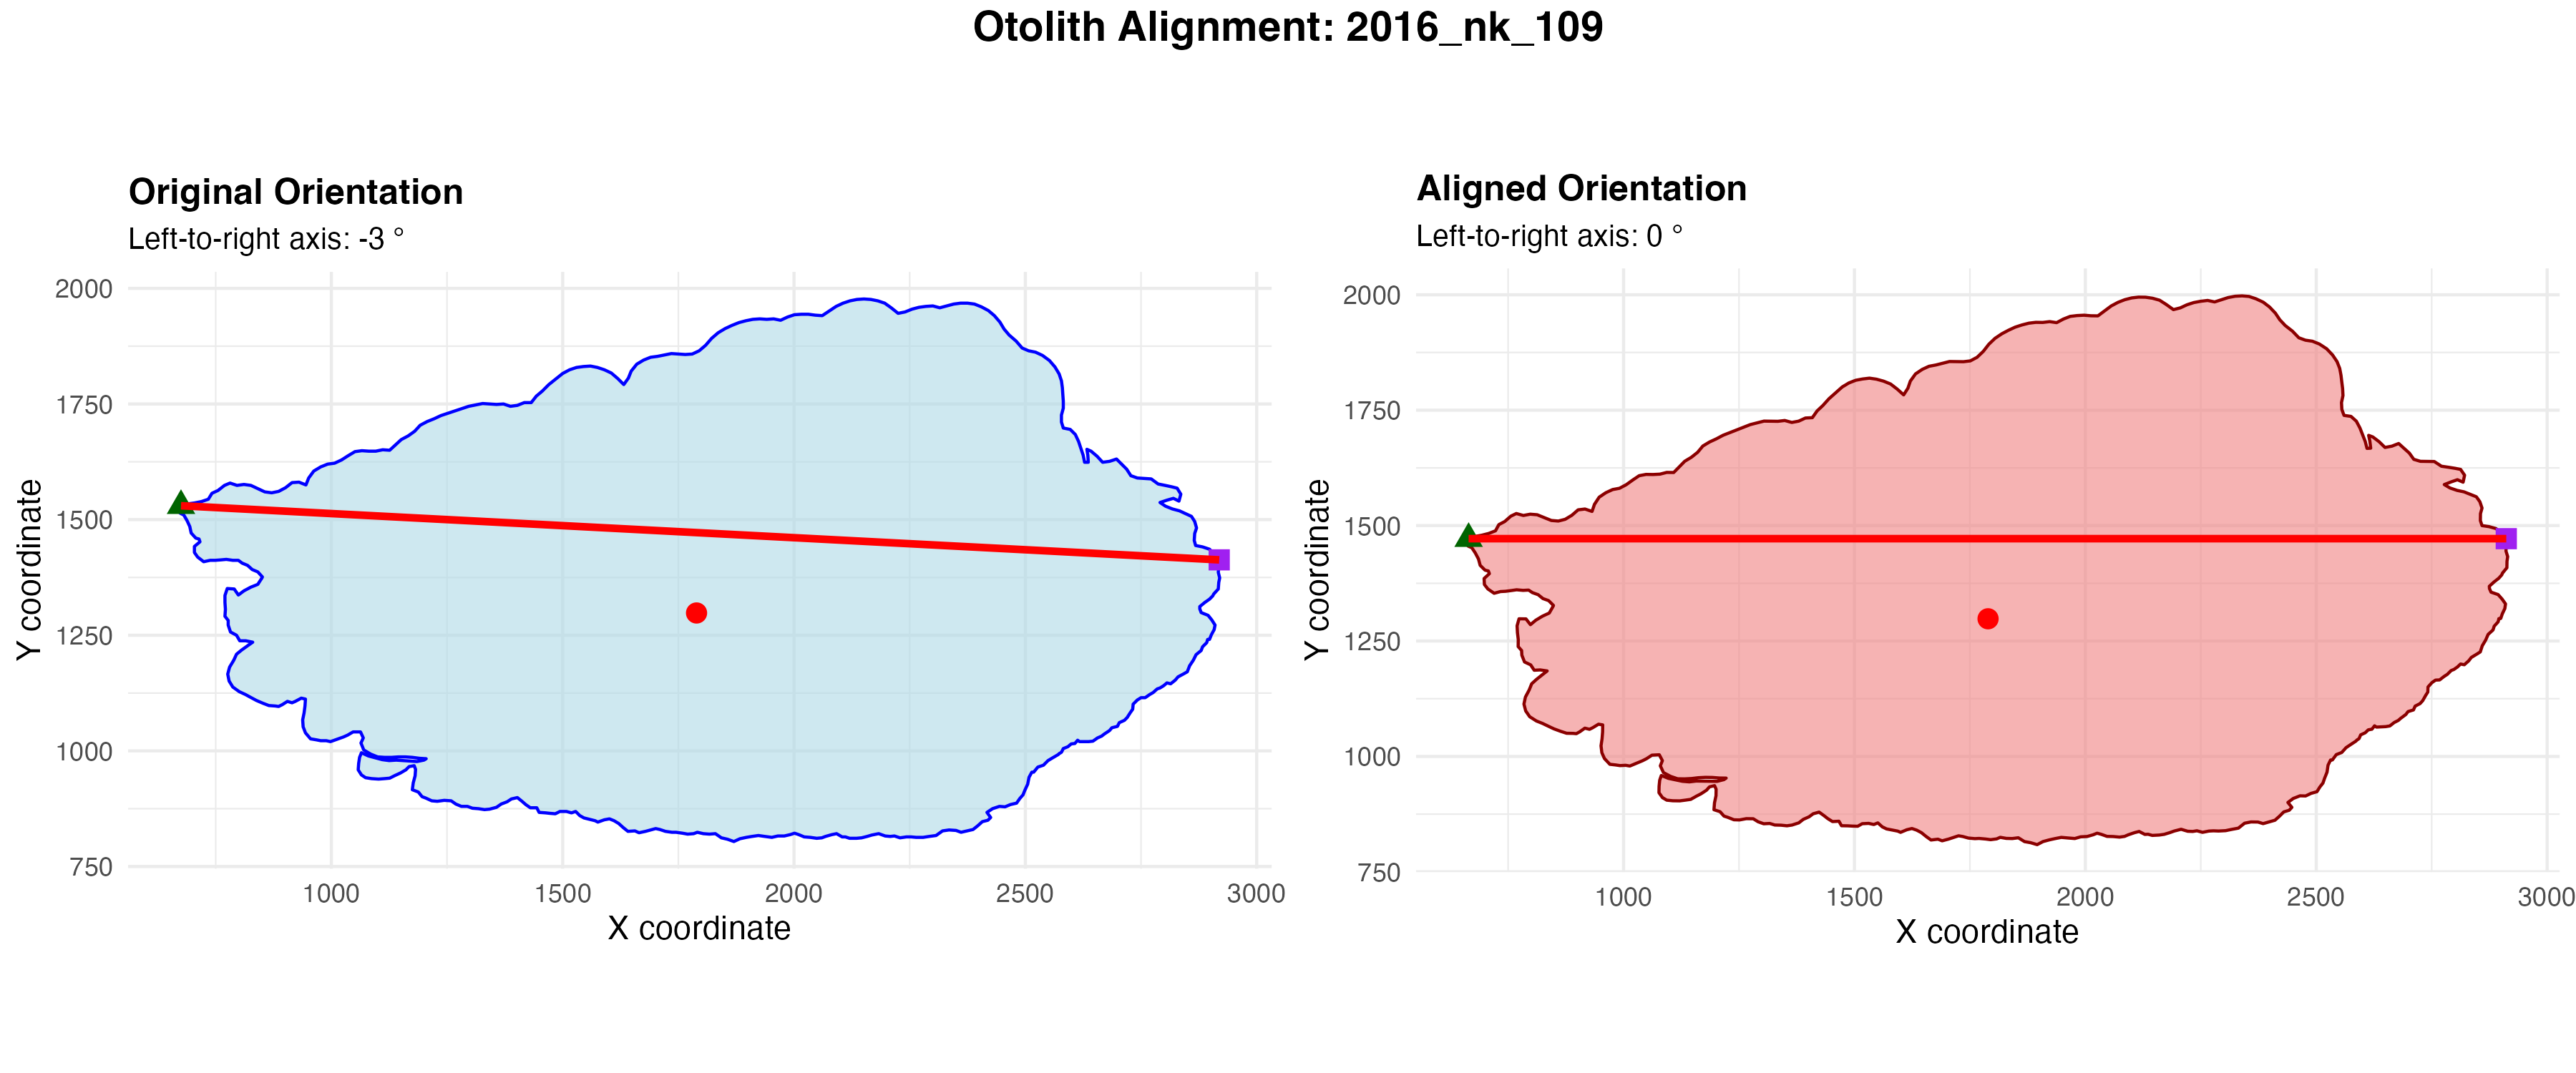 Otolith Alignment: 2016_nk_109
Original Orientation
Left-to-right axis: -3 °
2000
1750
1500
1250
1000
750
Y coordinate
1000
1500
2000
2500
3000
X coordinate
Aligned Orientation
Left-to-right axis: 0 °
2000
1750
1500
1250
1000
750
Y coordinate
1000
1500
2000
2500
3000
X coordinate